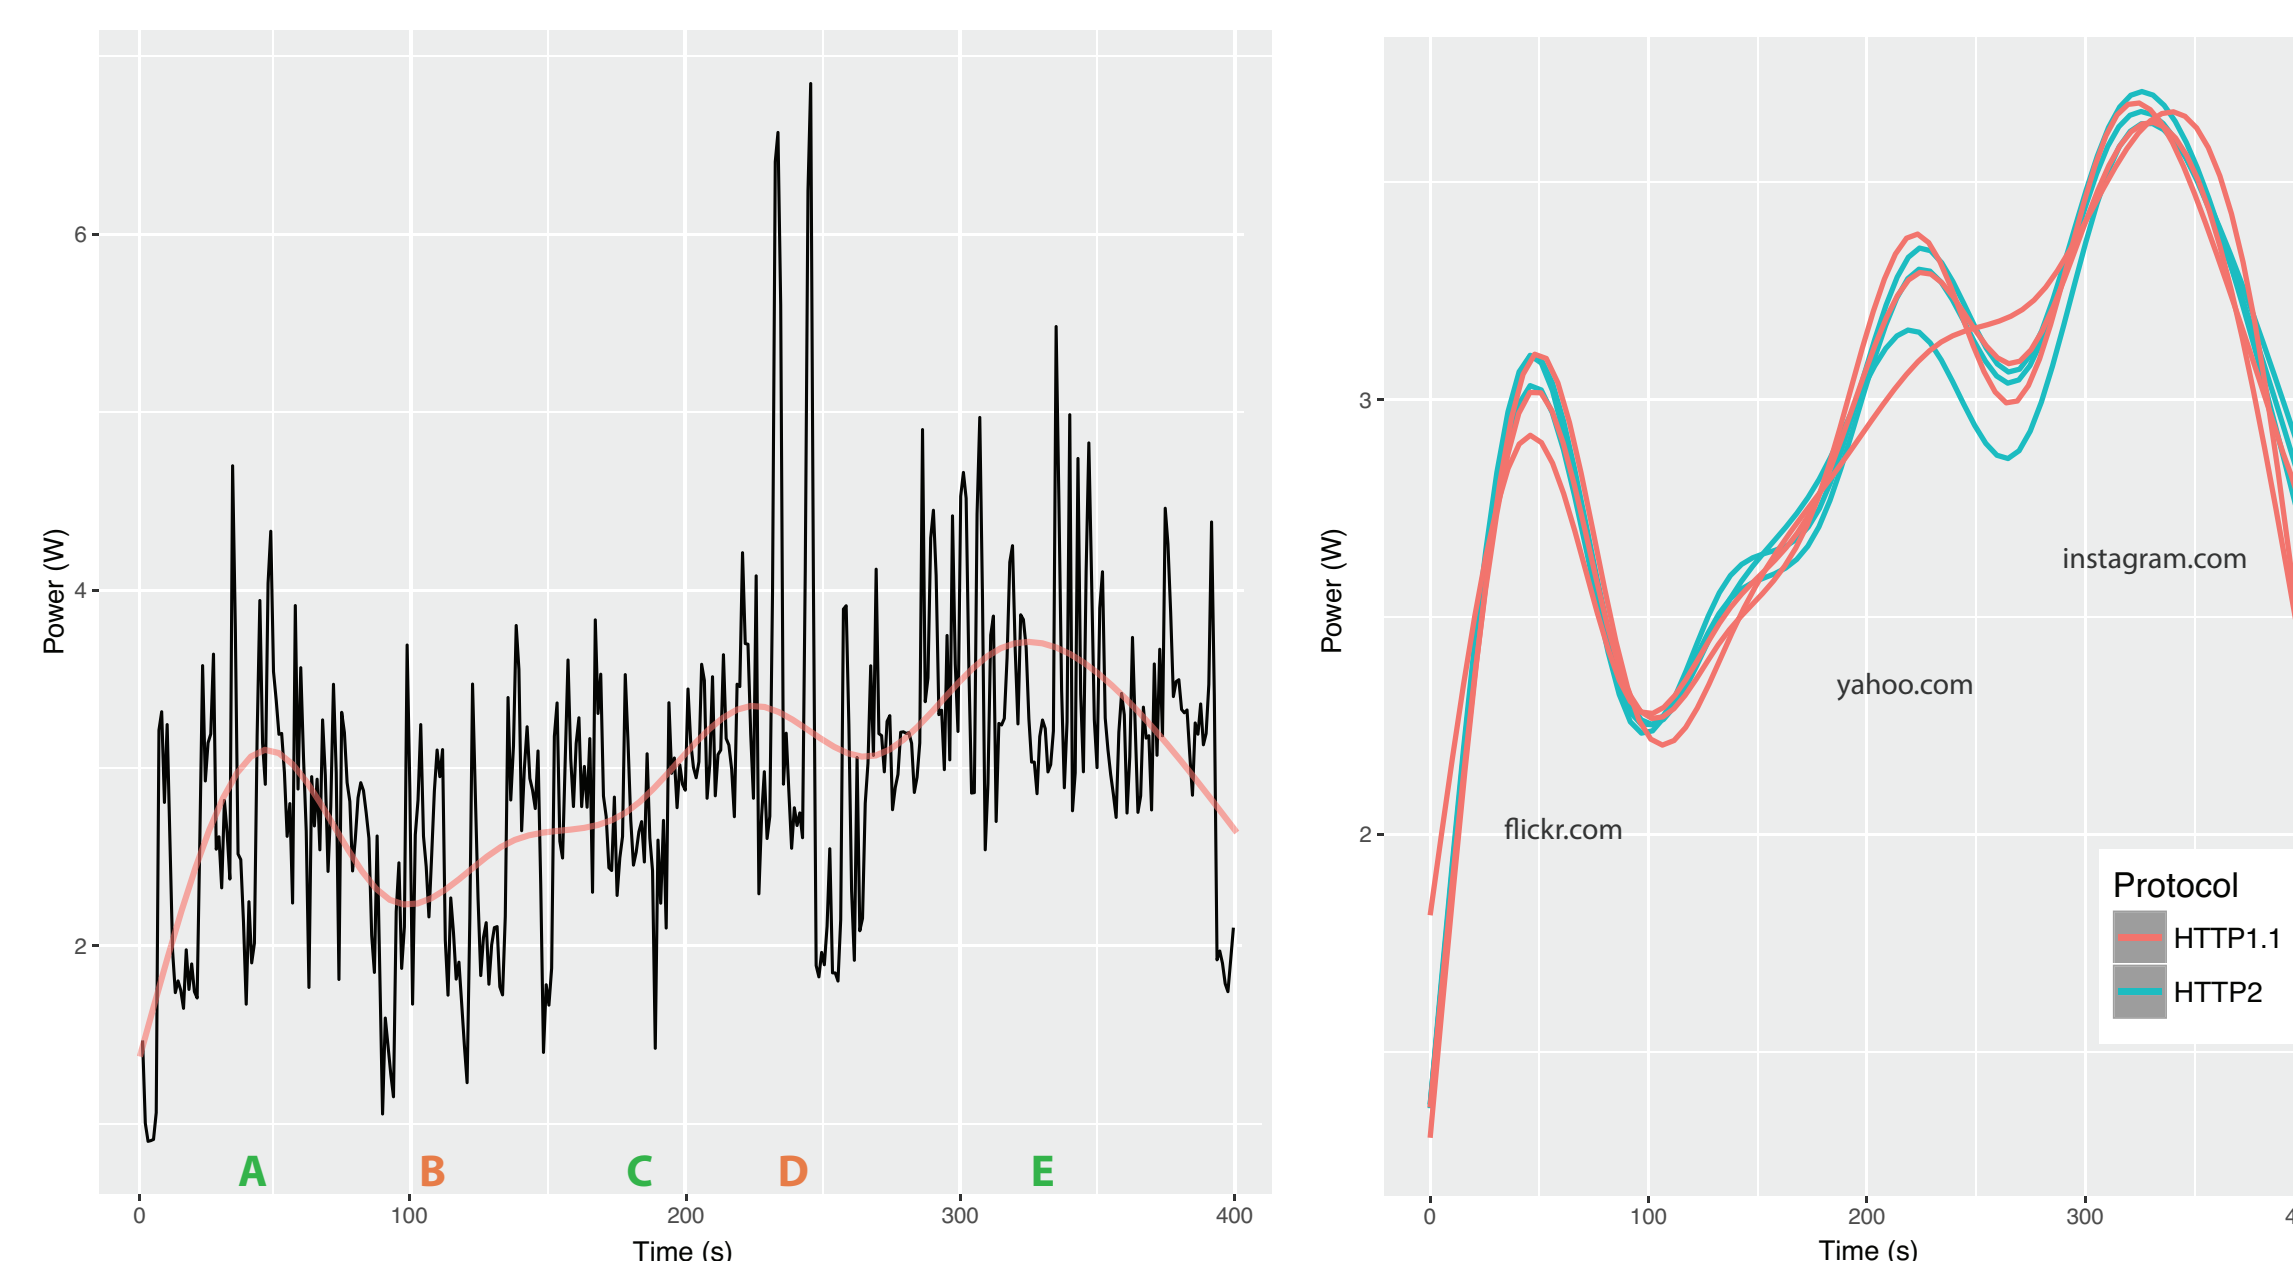 6
4
2
Power (W)
A B C D E
0 100 200 300 400
Time (s)
3
2
Power (W)
instagram.com
yahoo.com
flickr.com
Protocol
HTTP1.1
HTTP2
0 100 200 300 4
Time (s)